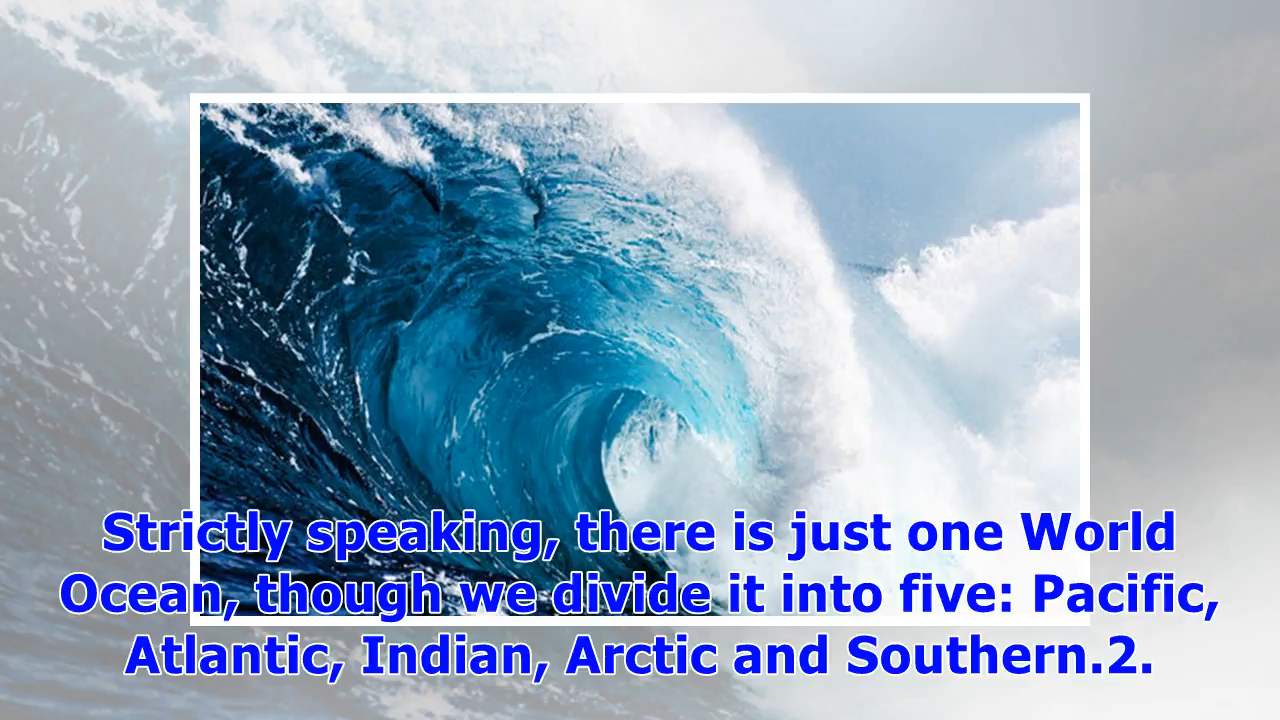 Strictly speaking, there is just one World
Ocean, though we divide it into five: Pacific,
Atlantic, Indian, Arctic and Southern.2.